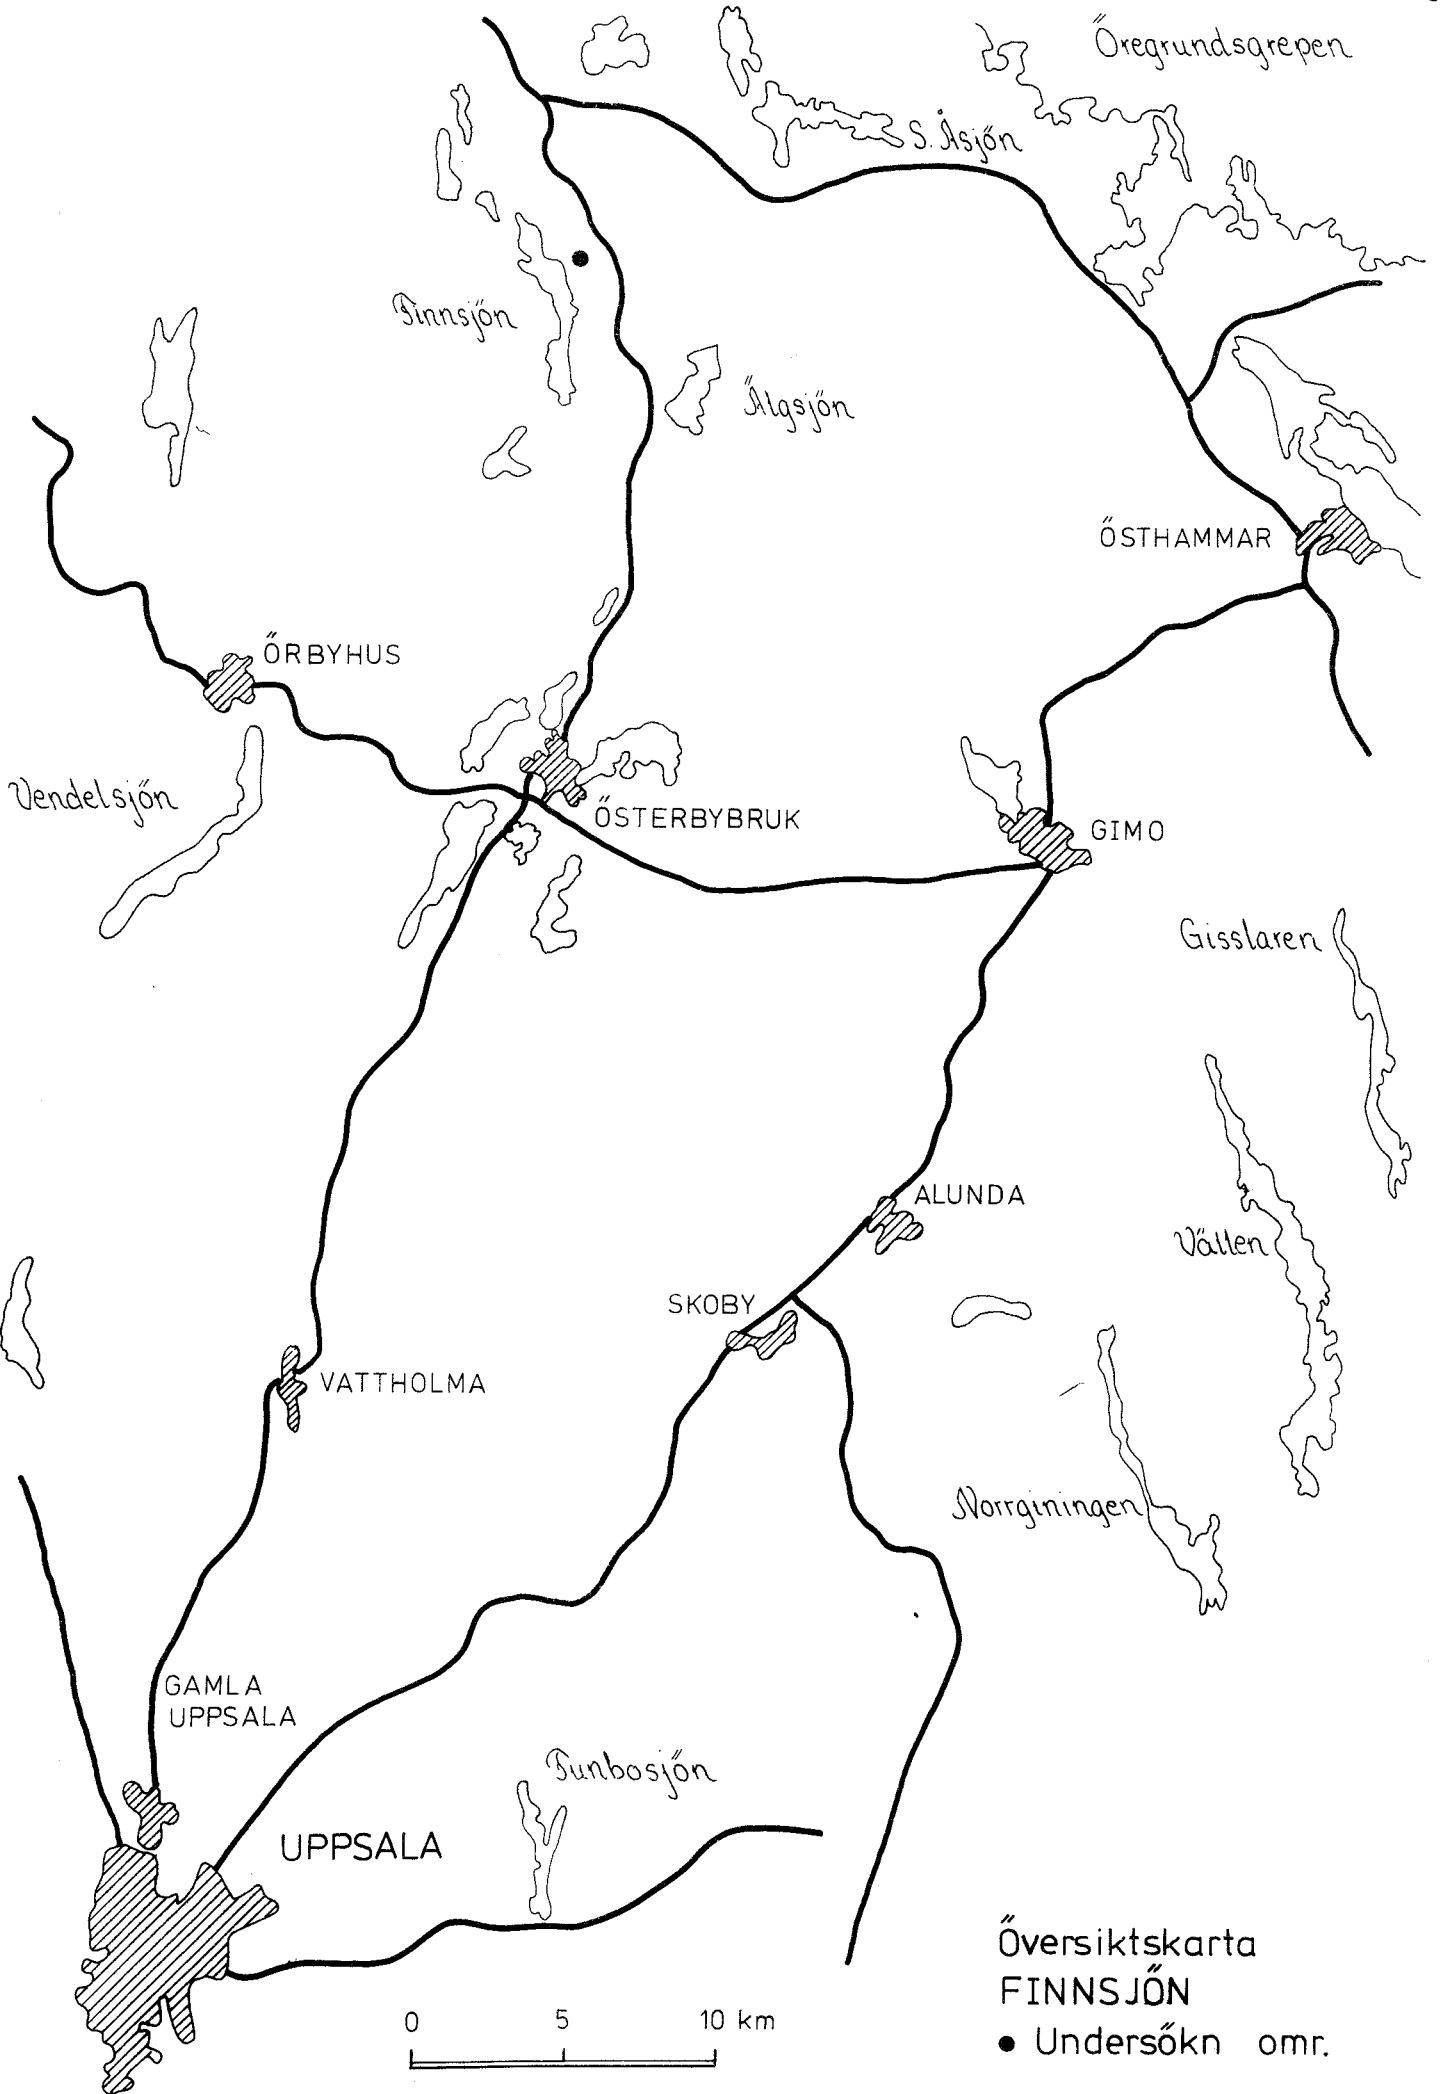 Öregrundsgrepen
S. Åsjön
Finnsjön
Älgsjön
ÖSTHAMMAR
ÖRBYHUS
Vendelsjön
ÖSTERBYBRUK
GIMO
Gisslaren
ALUNDA
Vällen
SKOBY
VATTHOLMA
Norrginingen
GAMLA
UPPSALA
Funbosjön
UPPSALA
0 5 10 km
Översiktskarta
FINNSJÖN
● Undersökn omr.